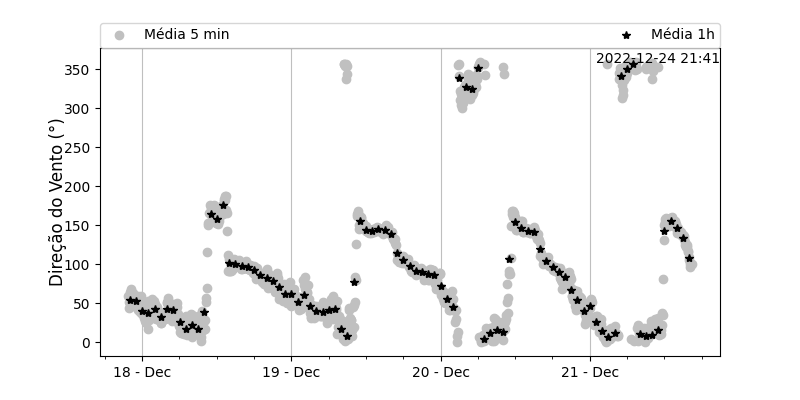 Média 5 min
Média 1h
2022-12-24 21:41
Direção do Vento (°)
350
300
250
200
150
100
50
0
18 - Dec
19 - Dec
20 - Dec
21 - Dec